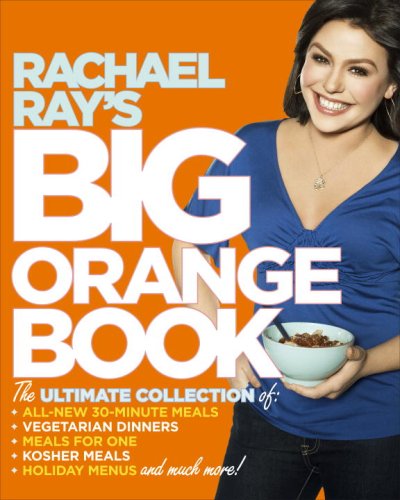 RACHAEL
RAY'S
BIG
ORANGE
BOOK
The ULTIMATE COLLECTION of:
+ ALL-NEW 30-MINUTE MEALS
+ VEGETARIAN DINNERS
+ MEALS FOR ONE
+ KOSHER MEALS
+ HOLIDAY MENUS and much more!